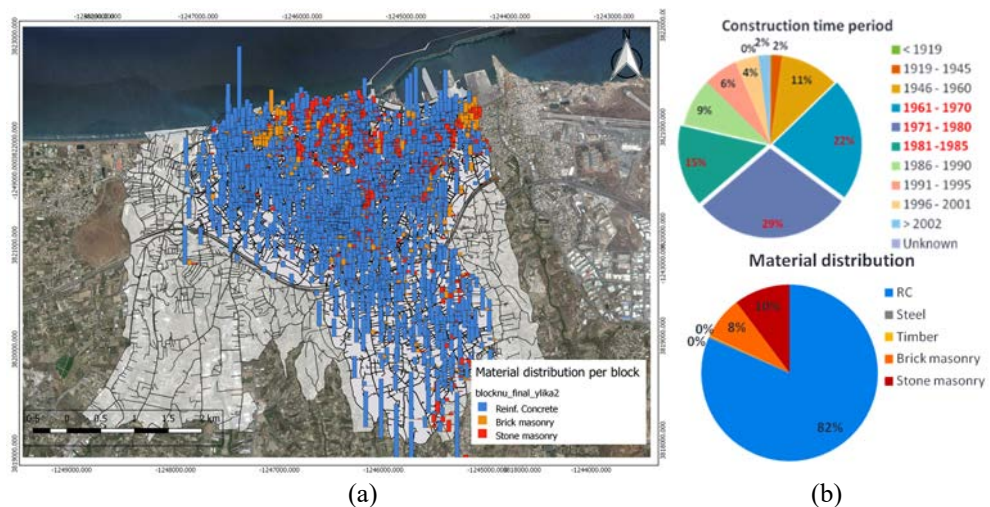 -1247000.000
-1246000.000
-1245000.000
-1244000.000
-1243000.000
3823000.000
3822000.000
3821000.000
3820000.000
3819000.000
3818000.000
Material distribution per block
blocknu_final_ylika2
Reinf. Concrete
Brick masonry
Stone masonry
0.5 0 0.5 1 1.5 2 km
-1249000.000
-1248000.000
-1247000.000
-1246000.000
-1245000.000
-1244000.000
(a)
Construction time period
0%
2%
2%
4%
6%
11%
9%
22%
15%
29%
< 1919
1919 - 1945
1946 - 1960
1961 - 1970
1971 - 1980
1981 -1985
1986 - 1990
1991 - 1995
1996 - 2001
> 2002
Unknown
Material distribution
0%
0%
8%
10%
82%
RC
Steel
Timber
Brick masonry
Stone masonry
(b)